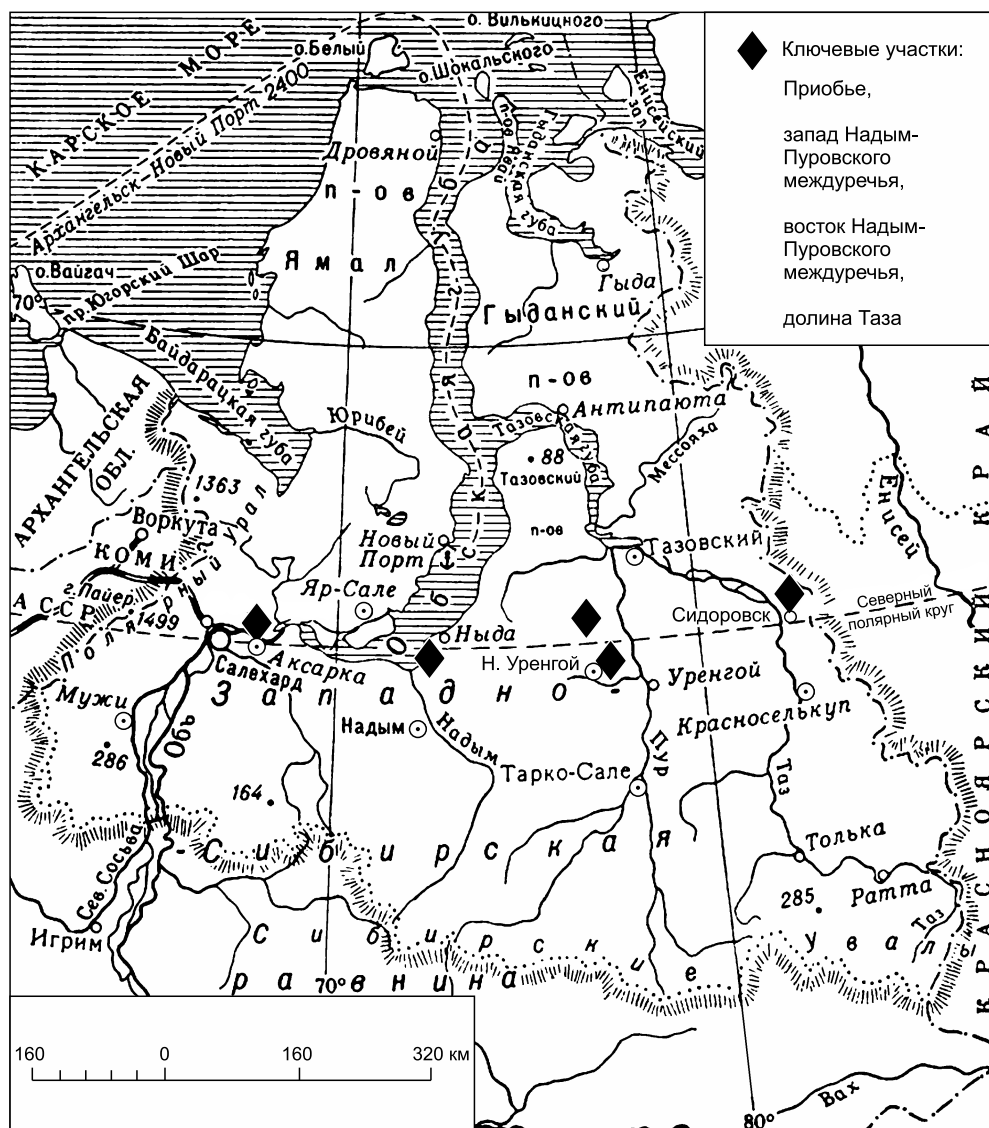 о. Вилькицного
о. Белый
о. Шокальского
КАРСКОЕ МОРЕ
Архангельск-Новый Порт 2400
Енисейский
зал.
Дровяной
п-ов Явай
Гыданская
губа
п-ов
Ямал
о. Вайгач
70°
пр. Югорский Шар
Гыда
Гыданский
п-ов
Байдарацкая губа
Обская губа
АРХАНГЕЛЬСКАЯ
ОБЛ.
Юрибей
Антипаюта
Тазовская губа
Мессояха
88
Тазовский
п-ов
1363
Воркута
КОМИ
АССР
г. Пайер
1499
Полярный Урал
Новый
Порт
Яр-Сале
Тазовский
Енисей
Сидоровск
Северный
полярный круг
Ныда
Салехард
Аксарка
Н. Уренгой
Уренгой
Красноселькуп
Западно-
Мужи
Обь
286
Надым
Надым
Тарко-Сале
Пур
Таз
164
-Сибирская
Толька
Ратта
285
Таз
Сев. Сосьва
Игрим
Сибирские
Увалы
равнина
70°
80°
Вах
КРАСНОЯРСКИЙ КРАЙ
Ключевые участки:
Приобье,
запад Надым-
Пуровского
междуречья,
восток Надым-
Пуровского
междуречья,
долина Таза
160 0 160 320 км